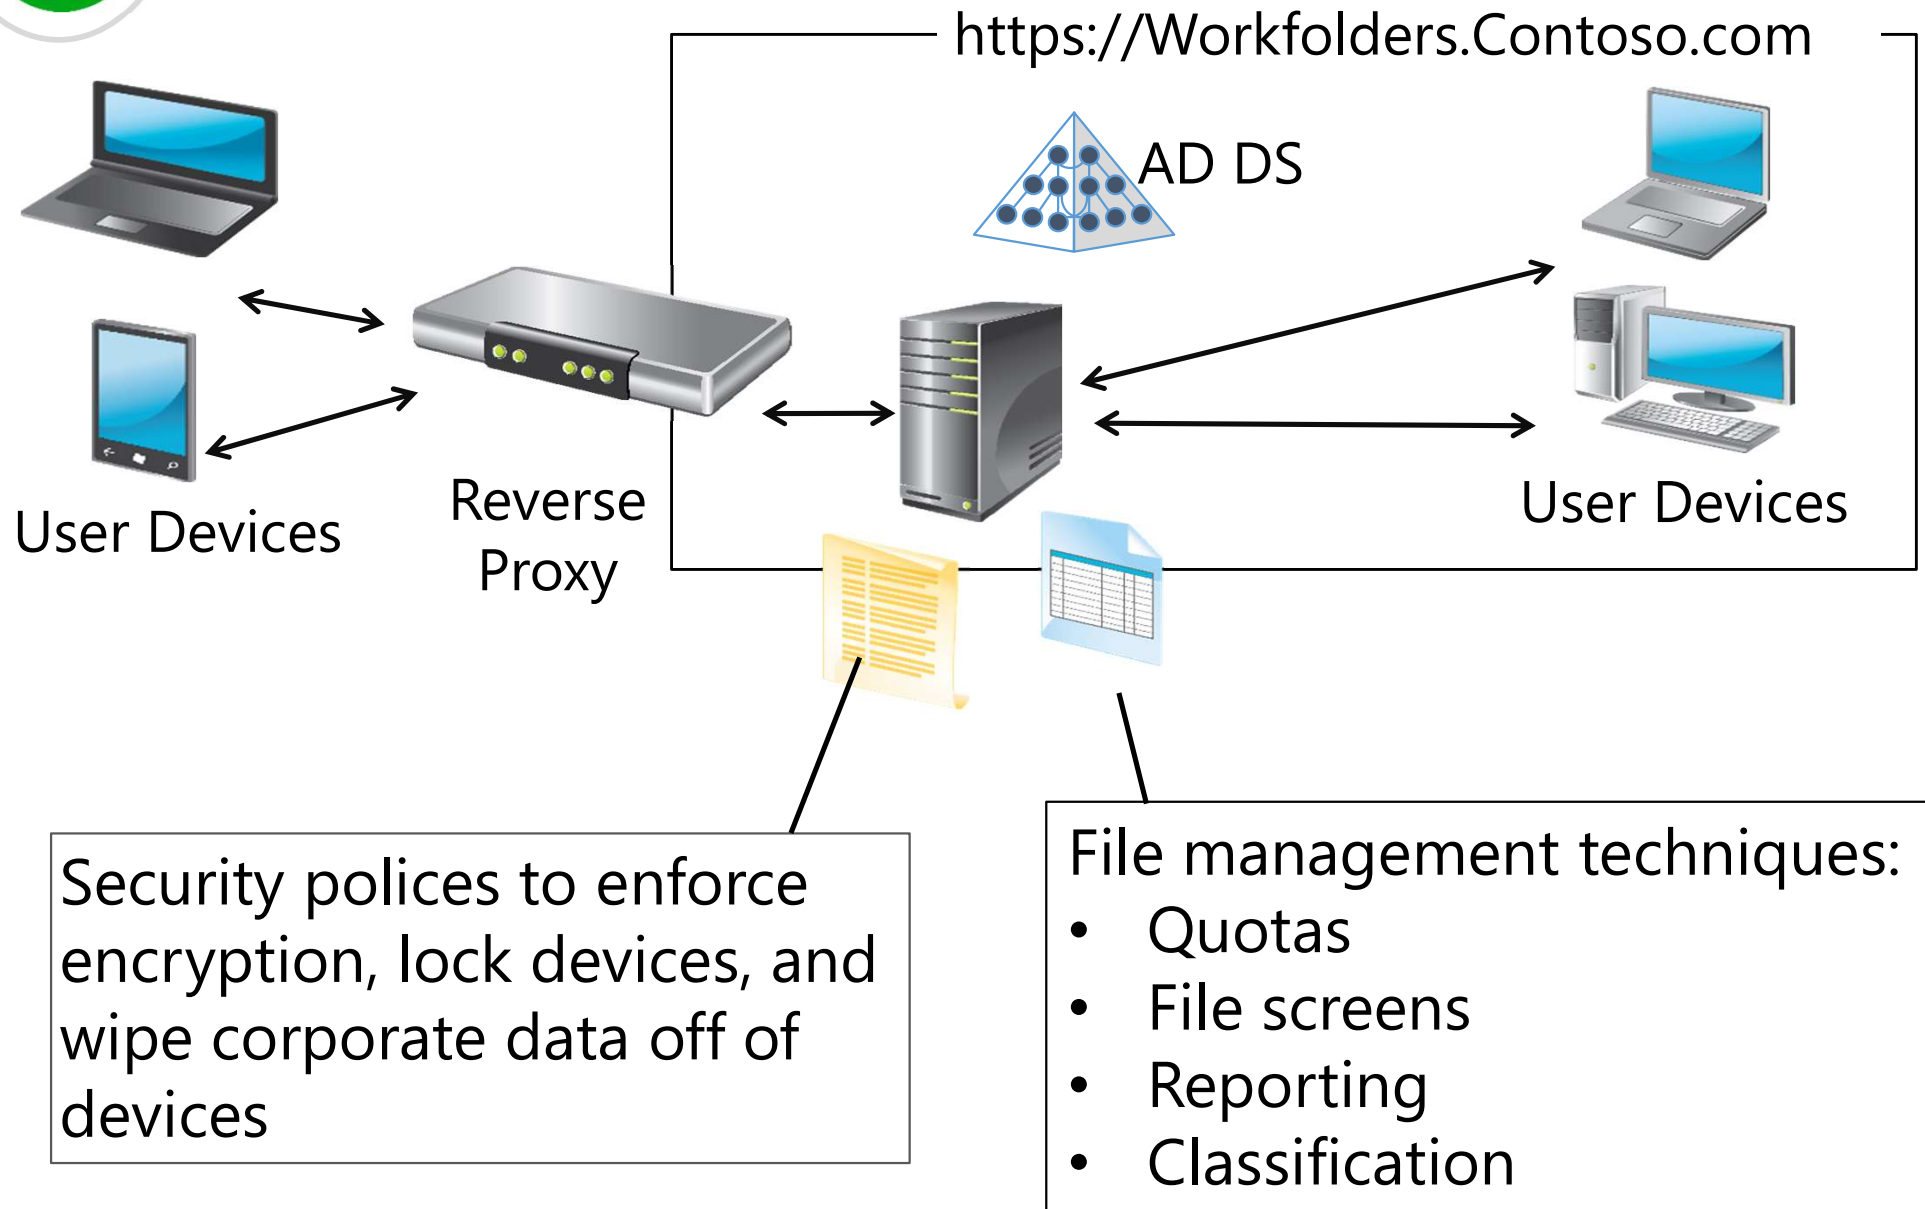 https://Workfolders.Contoso.com
AD DS
User Devices
Reverse
Proxy
User Devices
Security polices to enforce
encryption, lock devices, and
wipe corporate data off of
devices
File management techniques:
• Quotas
• File screens
• Reporting
• Classification